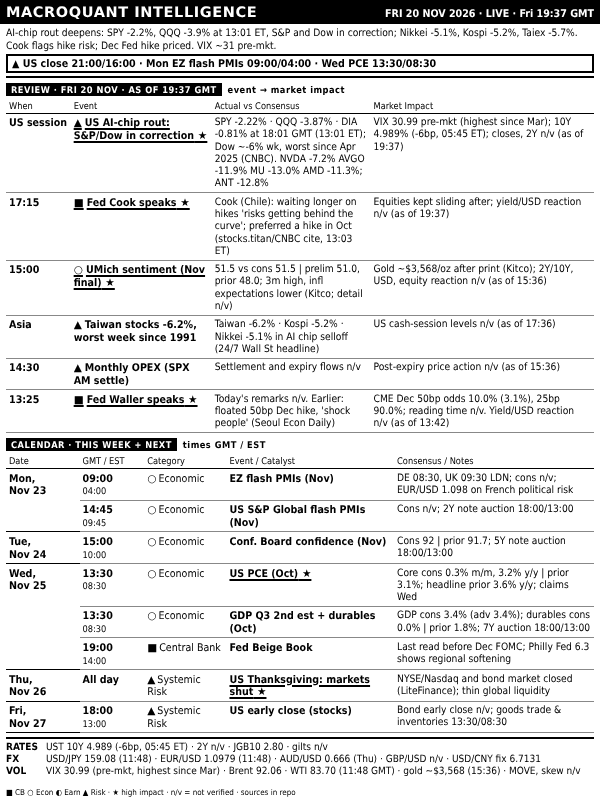 MACROQUANT INTELLIGENCE FRI 20 NOV 2026 · LIVE · Fri 19:37 GMT
AI-chip rout deepens: SPY -2.2%, QQQ -3.9% at 13:01 ET, S&P and Dow in correction; Nikkei -5.1%, Kospi -5.2%, Taiex -5.7%.
Cook flags hike risk; Dec Fed hike priced. VIX ~31 pre-mkt.
▲ US close 21:00/16:00 · Mon EZ flash PMIs 09:00/04:00 · Wed PCE 13:30/08:30
REVIEW · FRI 20 NOV · AS OF 19:37 GMT event → market impact
When Event Actual vs Consensus Market Impact
US session ▲ US AI-chip rout: S&P/Dow in correction ★
SPY -2.22% · QQQ -3.87% · DIA
-0.81% at 18:01 GMT (13:01 ET);
Dow ~-6% wk, worst since Apr
2025 (CNBC). NVDA -7.2% AVGO
-11.9% MU -13.0% AMD -11.3%;
ANT -12.8%
VIX 30.99 pre-mkt (highest since Mar); 10Y
4.989% (-6bp, 05:45 ET); closes, 2Y n/v (as of
19:37)
17:15 ■ Fed Cook speaks ★
Cook (Chile): waiting longer on
hikes 'risks getting behind the
curve'; preferred a hike in Oct
(stocks.titan/CNBC cite, 13:03
ET)
Equities kept sliding after; yield/USD reaction
n/v (as of 19:37)
15:00 ○ UMich sentiment (Nov
final) ★
51.5 vs cons 51.5 | prelim 51.0,
prior 48.0; 3m high, infl
expectations lower (Kitco; detail
n/v)
Gold ~$3,568/oz after print (Kitco); 2Y/10Y,
USD, equity reaction n/v (as of 15:36)
Asia ▲ Taiwan stocks -6.2%,
worst week since 1991
Taiwan -6.2% · Kospi -5.2% ·
Nikkei -5.1% in AI chip selloff
(24/7 Wall St headline)
US cash-session levels n/v (as of 17:36)
14:30 ▲ Monthly OPEX (SPX
AM settle)
Settlement and expiry flows n/v
Post-expiry price action n/v (as of 15:36)
13:25 ■ Fed Waller speaks ★
Today's remarks n/v. Earlier:
floated 50bp Dec hike, 'shock
people' (Seoul Econ Daily)
CME Dec 50bp odds 10.0% (3.1%), 25bp
90.0%; reading time n/v. Yield/USD reaction
n/v (as of 13:42)
CALENDAR · THIS WEEK + NEXT times GMT / EST
Date GMT / EST Category Event / Catalyst Consensus / Notes
Mon,
Nov 23
09:00
04:00
○ Economic
EZ flash PMIs (Nov)
DE 08:30, UK 09:30 LDN; cons n/v;
EUR/USD 1.098 on French political risk
14:45
09:45
○ Economic
US S&P Global flash PMIs
(Nov)
Cons n/v; 2Y note auction
18:00/13:00
Tue,
Nov 24
15:00
10:00
○ Economic
Conf. Board confidence (Nov)
Cons 92 | prior 91.7; 5Y note auction
18:00/13:00
Wed,
Nov 25
13:30
08:30
○ Economic
US PCE (Oct) ★
Core cons 0.3% m/m, 3.2% y/y | prior
3.1%; headline prior 3.6% y/y; claims
Wed
13:30
08:30
○ Economic
GDP Q3 2nd est + durables
(Oct)
GDP cons 3.4% (adv 3.4%); durables cons
0.0% | prior 1.8%; 7Y auction 18:00/13:00
19:00
14:00
■ Central Bank
Fed Beige Book
Last read before Dec FOMC; Philly Fed 6.3
shows regional softening
Thu,
Nov 26
All day
▲ Systemic
Risk
US Thanksgiving: markets
shut ★
NYSE/Nasdaq and bond market closed
(LiteFinance); thin global liquidity
Fri,
Nov 27
18:00
13:00
▲ Systemic
Risk
US early close (stocks)
Bond early close n/v; goods trade &
inventories 13:30/08:30
RATES UST 10Y 4.989 (-6bp, 05:45 ET) · 2Y n/v · JGB10 2.80 · gilts n/v
FX USD/JPY 159.08 (11:48) · EUR/USD 1.0979 (11:48) · AUD/USD 0.666 (Thu) · GBP/USD n/v · USD/CNY fix 6.7131
VOL VIX 30.99 (pre-mkt, highest since Mar) · Brent 92.06 · WTI 83.70 (11:48 GMT) · gold ~$3,568 (15:36) · MOVE, skew n/v
■ CB ○ Econ ◐ Earn ▲ Risk · ★ high impact · n/v = not verified · sources in repo